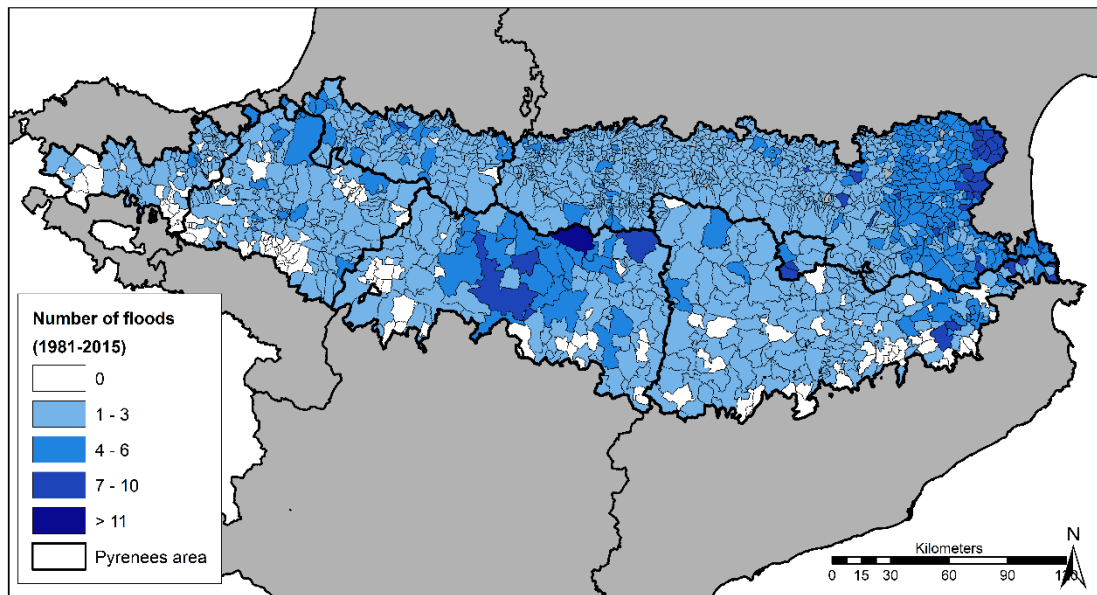 Number of floods
(1981-2015)
0
1 - 3
4 - 6
7 - 10
> 11
Pyrenees area
N
Kilometers
0 15 30 60 90 120